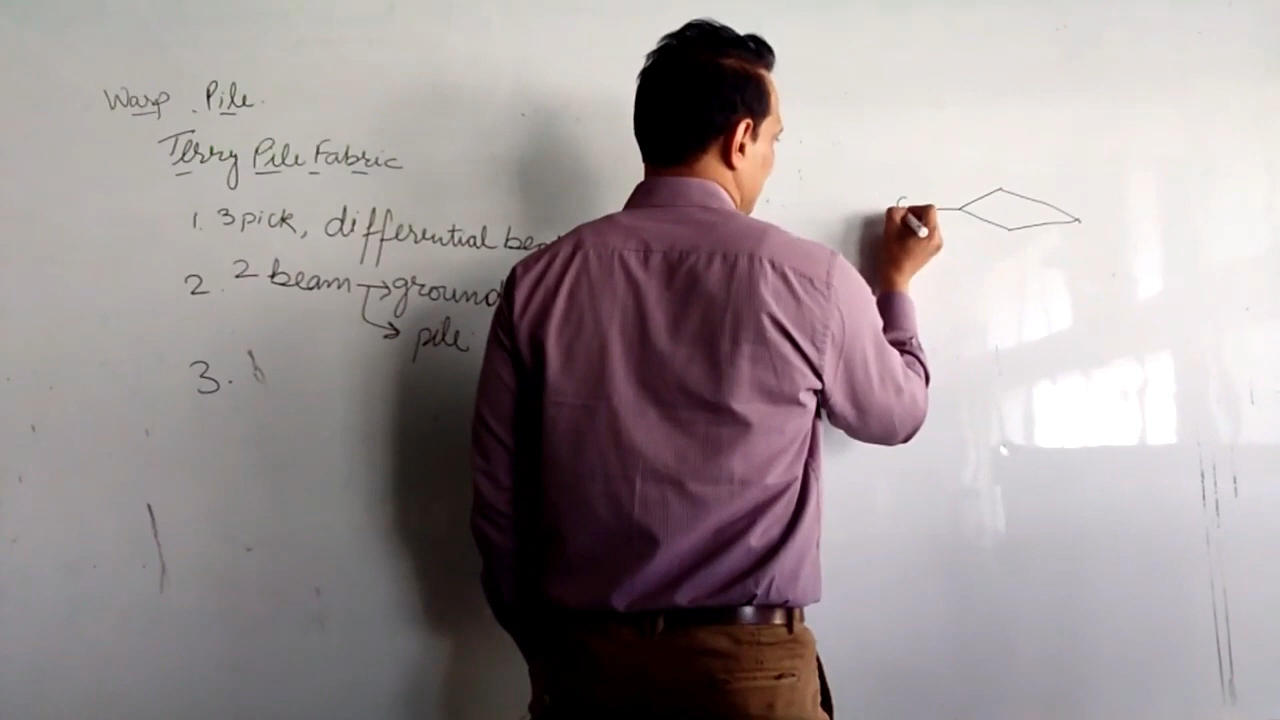 Warp Pile.
Terry Pile Fabric
1. 3 pick, differential
2. 2 beam → ground
→ pile
3.